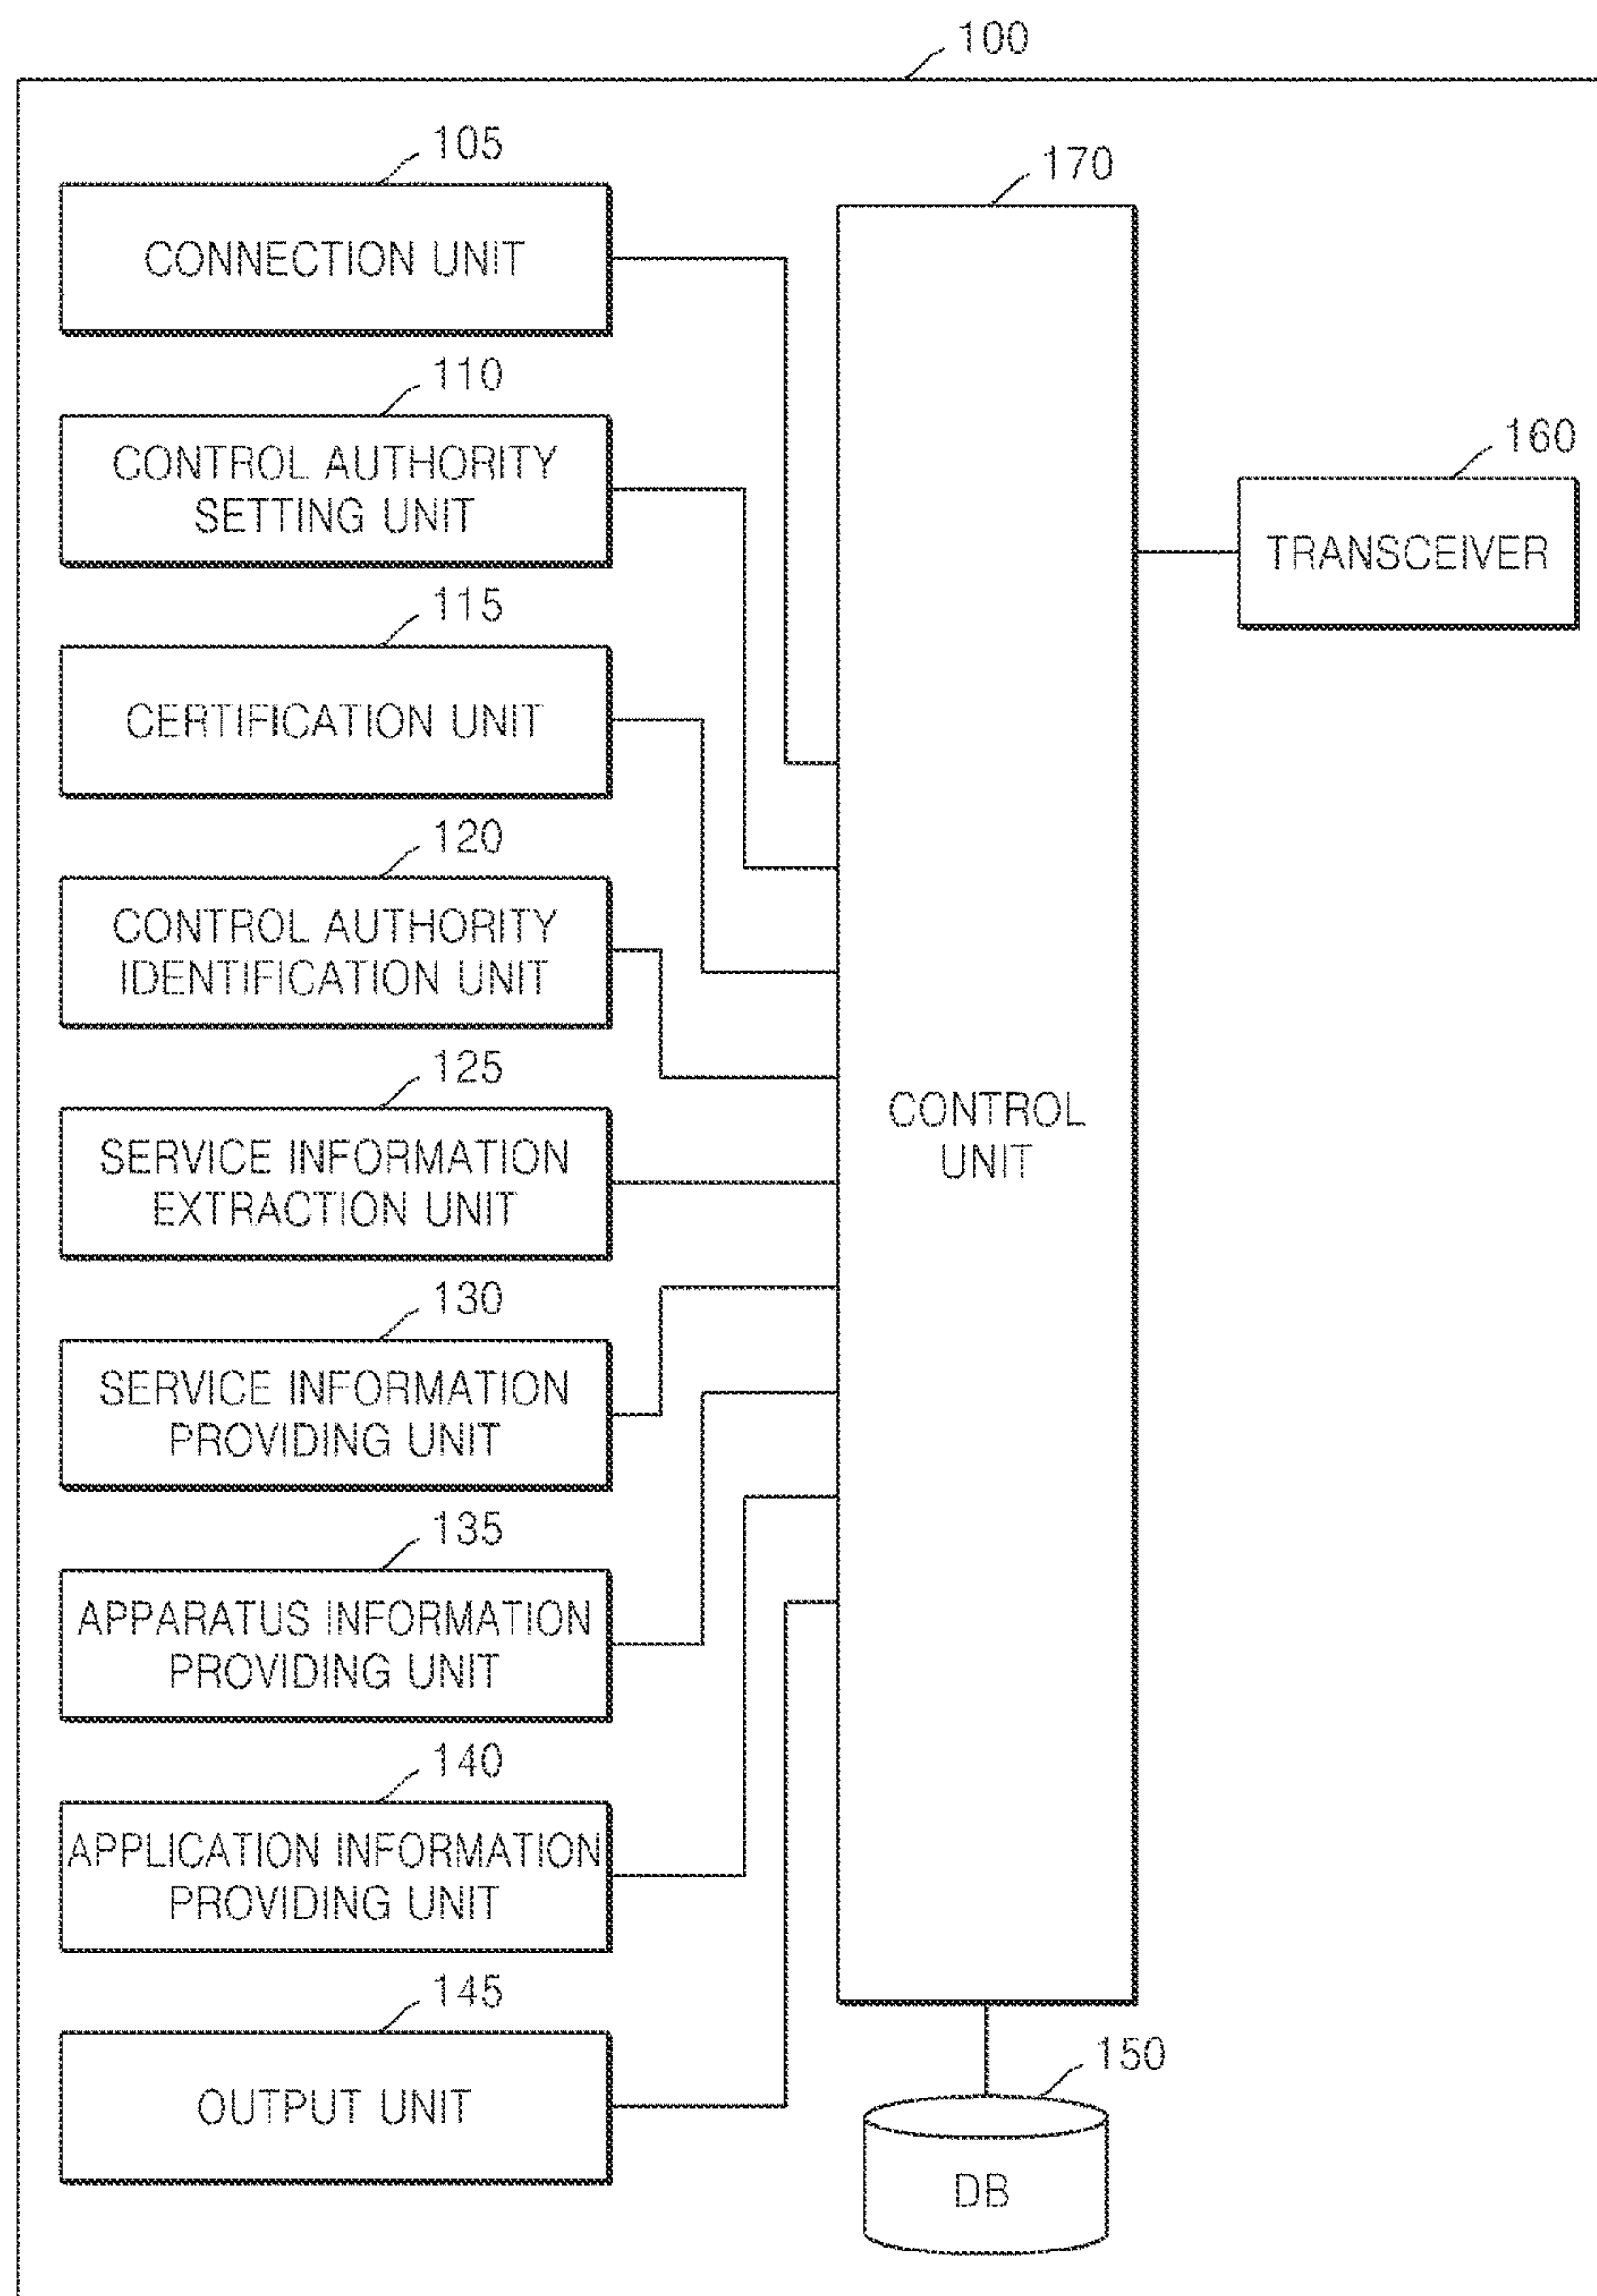 100
105
CONNECTION UNIT
110
CONTROL AUTHORITY
SETTING UNIT
115
CERTIFICATION UNIT
120
CONTROL AUTHORITY
IDENTIFICATION UNIT
125
SERVICE INFORMATION
EXTRACTION UNIT
130
SERVICE INFORMATION
PROVIDING UNIT
135
APPARATUS INFORMATION
PROVIDING UNIT
140
APPLICATION INFORMATION
PROVIDING UNIT
145
OUTPUT UNIT
170
CONTROL
UNIT
160
TRANSCEIVER
150
DB